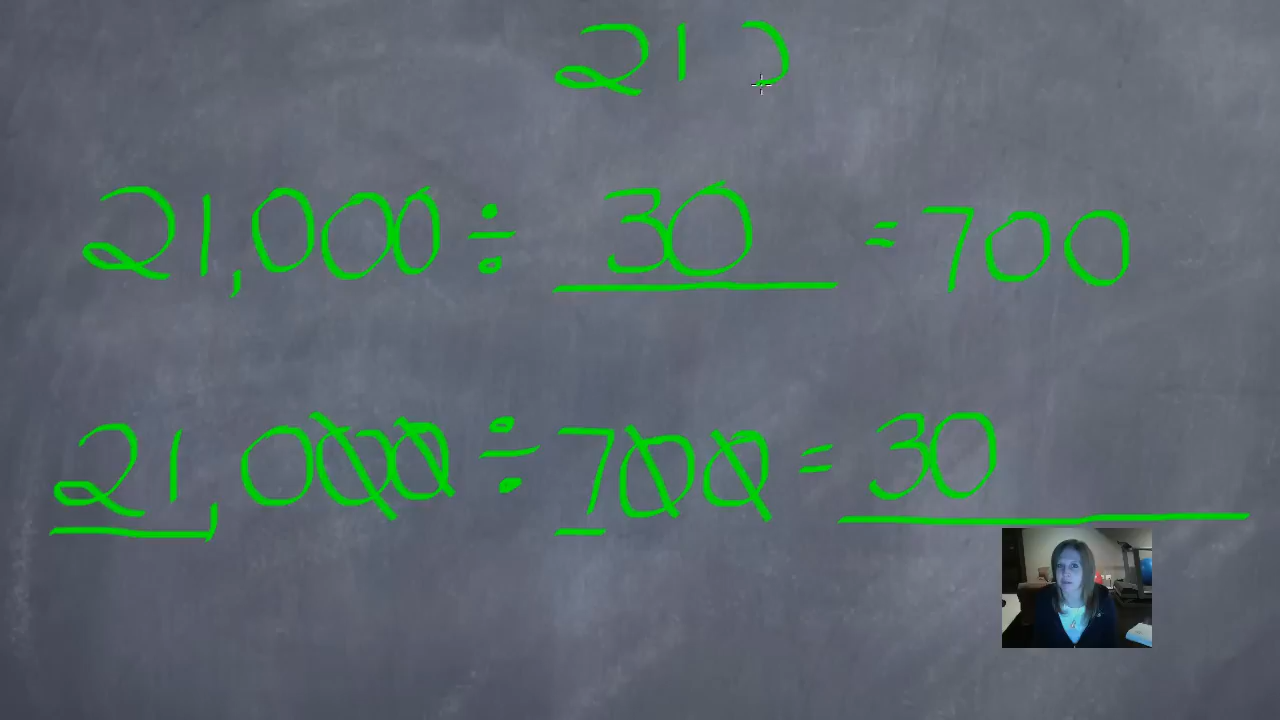 21
21,000 ÷ 30 = 700
21,000 ÷ 700 = 30